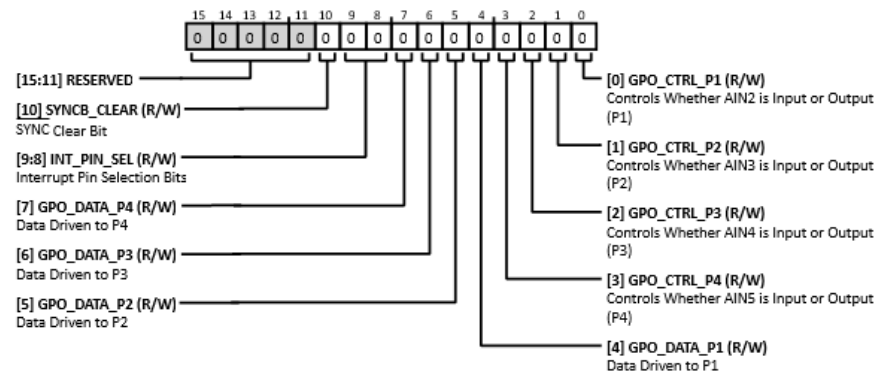 15 14 13 12 11 10 9 8 7 6 5 4 3 2 1 0
0 0 0 0 0 0 0 0 0 0 0 0 0 0 0 0
[15:11] RESERVED
[10] SYNCB_CLEAR (R/W)
SYNC Clear Bit
[9:8] INT_PIN_SEL (R/W)
Interrupt Pin Selection Bits
[7] GPO_DATA_P4 (R/W)
Data Driven to P4
[6] GPO_DATA_P3 (R/W)
Data Driven to P3
[5] GPO_DATA_P2 (R/W)
Data Driven to P2
[0] GPO_CTRL_P1 (R/W)
Controls Whether AIN2 is Input or Output
(P1)
[1] GPO_CTRL_P2 (R/W)
Controls Whether AIN3 is Input or Output
(P2)
[2] GPO_CTRL_P3 (R/W)
Controls Whether AIN4 is Input or Output
(P3)
[3] GPO_CTRL_P4 (R/W)
Controls Whether AIN5 is Input or Output
(P4)
[4] GPO_DATA_P1 (R/W)
Data Driven to P1